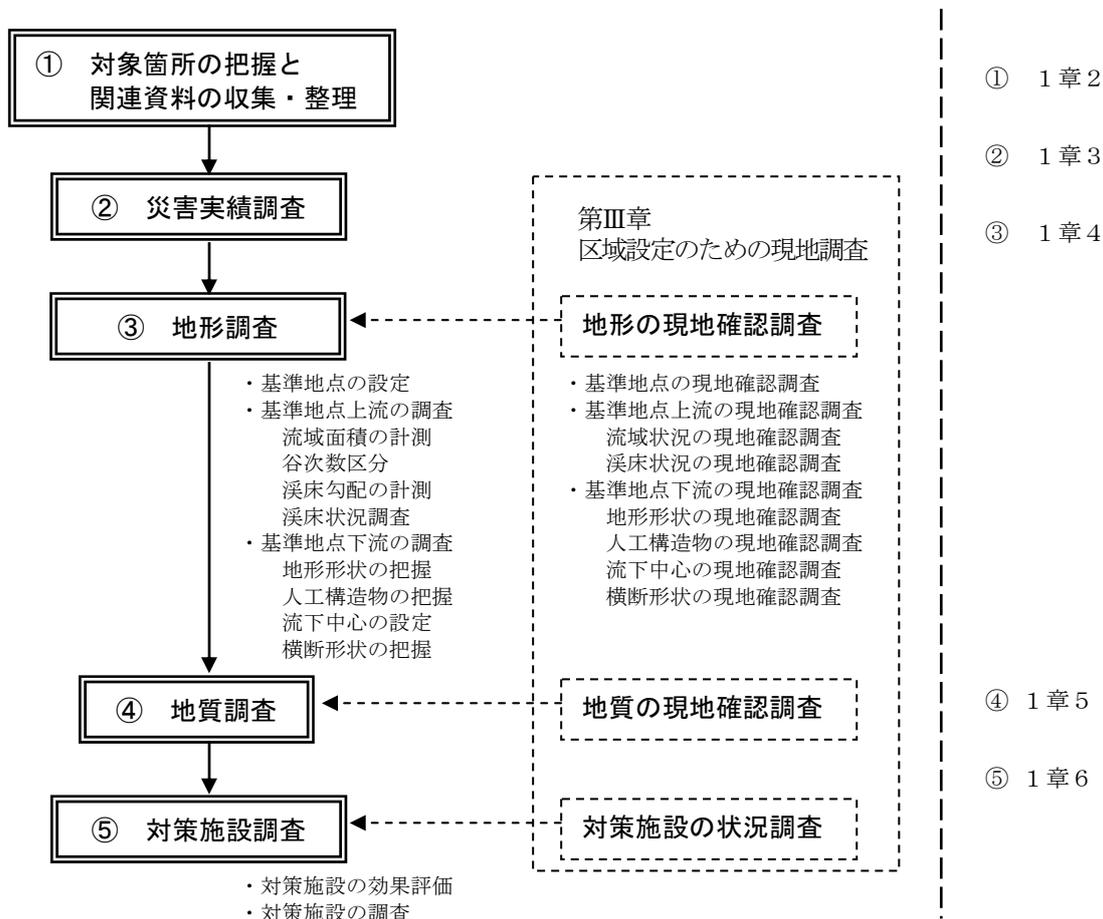 ① 対象箇所の把握と
関連資料の収集・整理
② 災害実績調査
③ 地形調査
・基準地点の設定
・基準地点上流の調査
流域面積の計測
谷次数区分
渓床勾配の計測
渓床状況調査
・基準地点下流の調査
地形形状の把握
人工構造物の把握
流下中心の設定
横断形状の把握
④ 地質調査
⑤ 対策施設調査
・対策施設の効果評価
・対策施設の調査
第Ⅲ章
区域設定のための現地調査
地形の現地確認調査
・基準地点の現地確認調査
・基準地点上流の現地確認調査
流域状況の現地確認調査
渓床状況の現地確認調査
・基準地点下流の現地確認調査
地形形状の現地確認調査
人工構造物の現地確認調査
流下中心の現地確認調査
横断形状の現地確認調査
地質の現地確認調査
対策施設の状況調査
① 1章2
② 1章3
③ 1章4
④ 1章5
⑤ 1章6